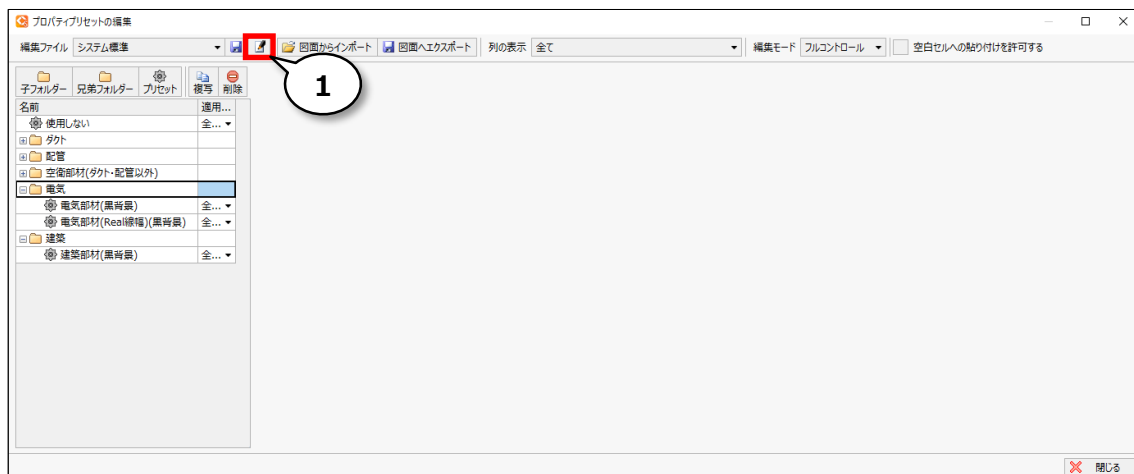 プロパティプリセットの編集
編集ファイル システム標準 図面からインポート 図面へエクスポート 列の表示 全て 編集モード フルコントロール 空白セルへの貼り付けを許可する
1
子フォルダー 兄弟フォルダー プリセット 複写 削除
名前 適用...
使用しない 全...
ダクト
配管
空衛部材(ダクト・配管以外)
電気
電気部材(黒背景) 全...
電気部材(Real線幅)(黒背景) 全...
建築
建築部材(黒背景) 全...
閉じる